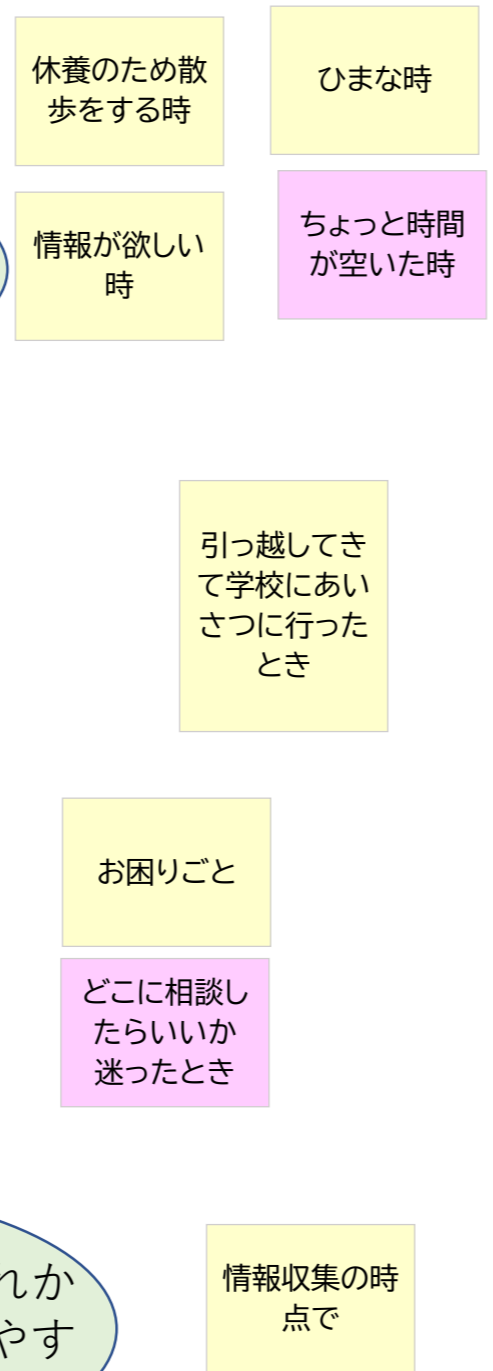 休養のため散
歩をする時
ひまな時
情報が欲しい
時
ちょっと時間
が空いた時
引っ越してき
て学校にあい
さつに行った
とき
お困りごと
どこに相談し
たらいいか
迷ったとき
れか
やす
情報収集の時
点で